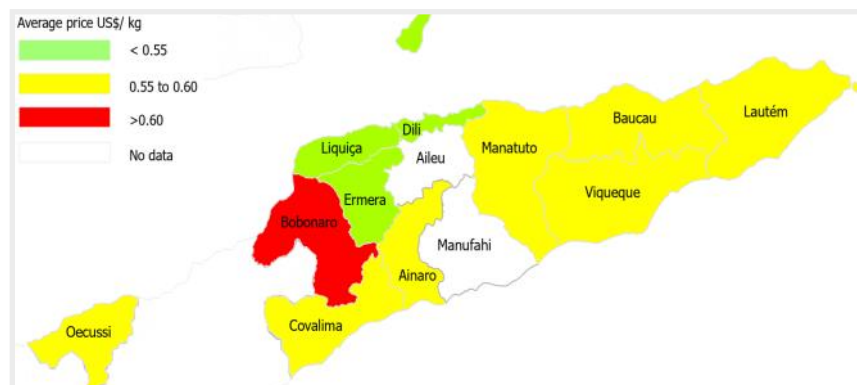 Average price US$/ kg
< 0.55
0.55 to 0.60
>0.60
No data
Lautém
Baucau
Dili
Liquiça
Manatuto
Aileu
Viqueque
Ermera
Bobonaro
Manufahi
Ainaro
Covalima
Oecussi